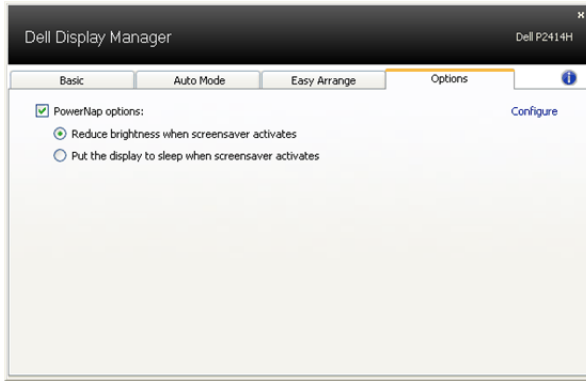 Dell Display Manager
Dell P2414H
Basic
Auto Mode
Easy Arrange
Options
PowerNap options:
Configure
Reduce brightness when screensaver activates
Put the display to sleep when screensaver activates